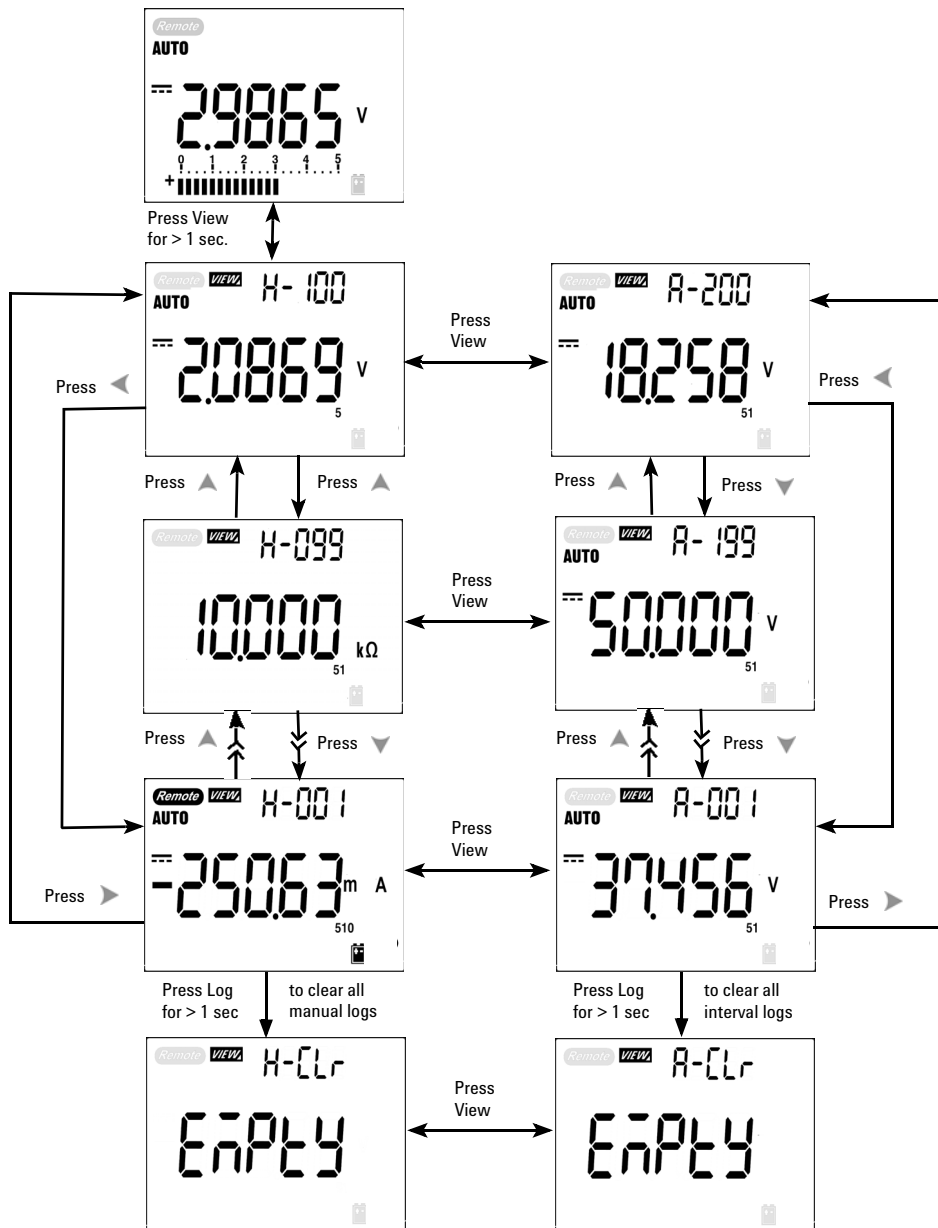 Remote
AUTO
2.9865 V
0 1 2 3 4 5
+
Press View
for > 1 sec.
Remote VIEW H-100
AUTO
2.0869 V
5
Press
View
Remote VIEW A-200
AUTO
18.258 V
51
Press
Press
Press
Press
Press
Press
Remote VIEW H-099
10.000 kΩ
51
Press
View
Remote VIEW A-199
AUTO
50.000 V
51
Press
Press
Press
Press
Remote VIEW H-001
AUTO
-250.63 m A
510
Press
View
Remote VIEW A-001
AUTO
37.456 V
51
Press
Press
Press Log
for > 1 sec
to clear all
manual logs
Press Log
for > 1 sec
to clear all
interval logs
Remote VIEW H-CLr
EmPty
Press
View
Remote VIEW A-CLr
EmPty